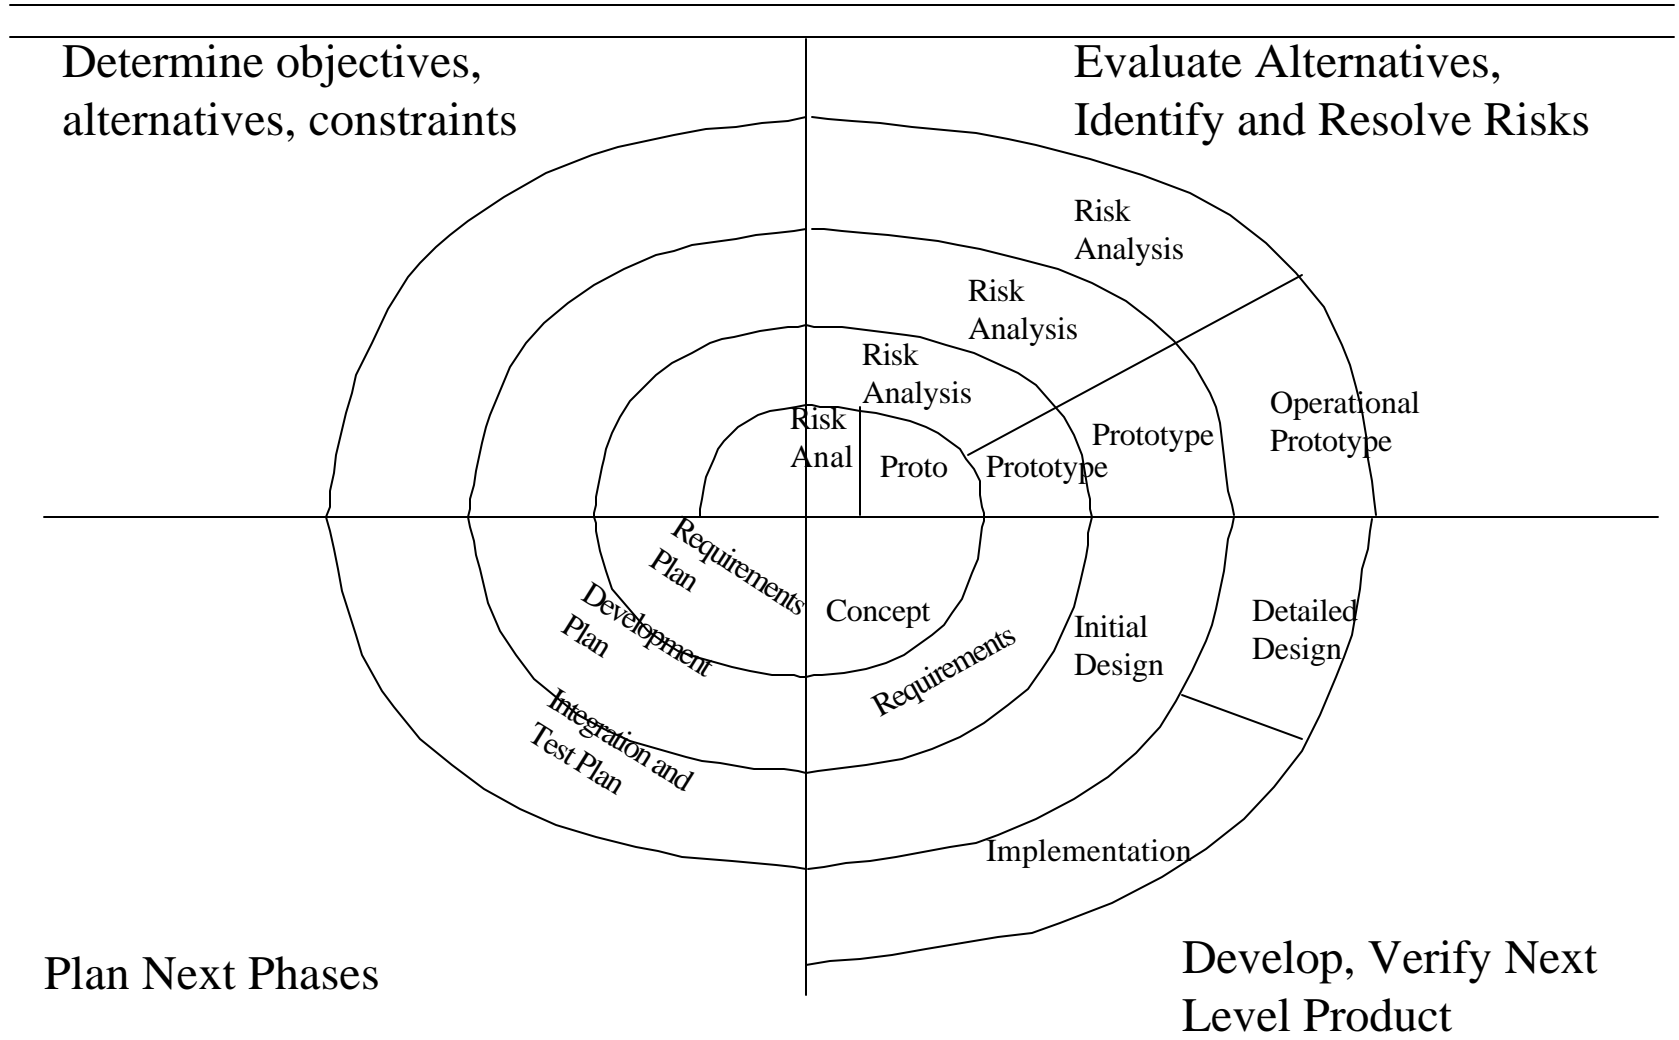 Determine objectives,
alternatives, constraints
Evaluate Alternatives,
Identify and Resolve Risks
Risk
Analysis
Risk
Analysis
Risk
Analysis
Risk
Anal
Proto
Prototype
Prototype
Operational
Prototype
Requirements
Plan
Development
Plan
Integration and
Test Plan
Concept
Requirements
Initial
Design
Detailed
Design
Implementation
Plan Next Phases
Develop, Verify Next
Level Product